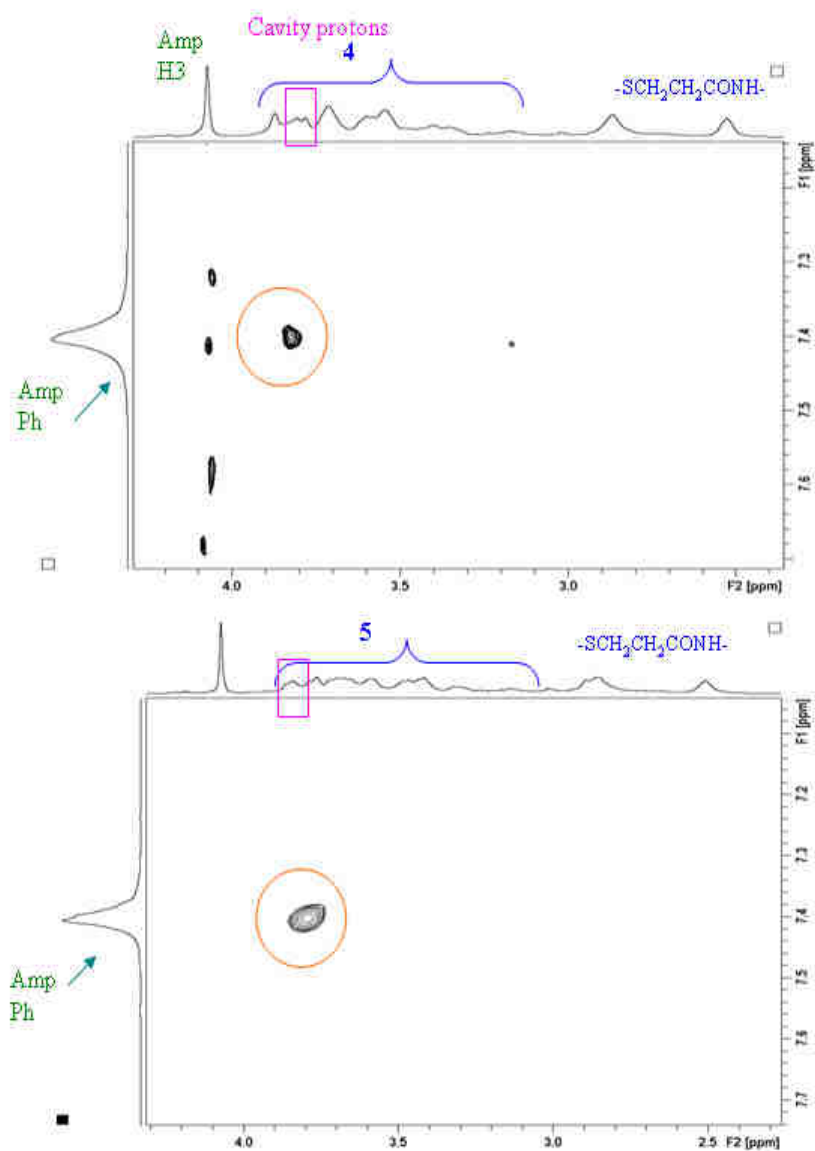 Cavity protons
Amp
H3
4
-SCH₂CH₂CONH-
F1 [ppm]
7.2
7.4
7.5
7.6
Amp
Ph
4.0
3.5
3.0
F2 [ppm]
5
-SCH₂CH₂CONH-
F1 [ppm]
7.2
7.3
7.4
7.5
7.6
7.7
Amp
Ph
4.0
3.5
3.0
2.5
F2 [ppm]